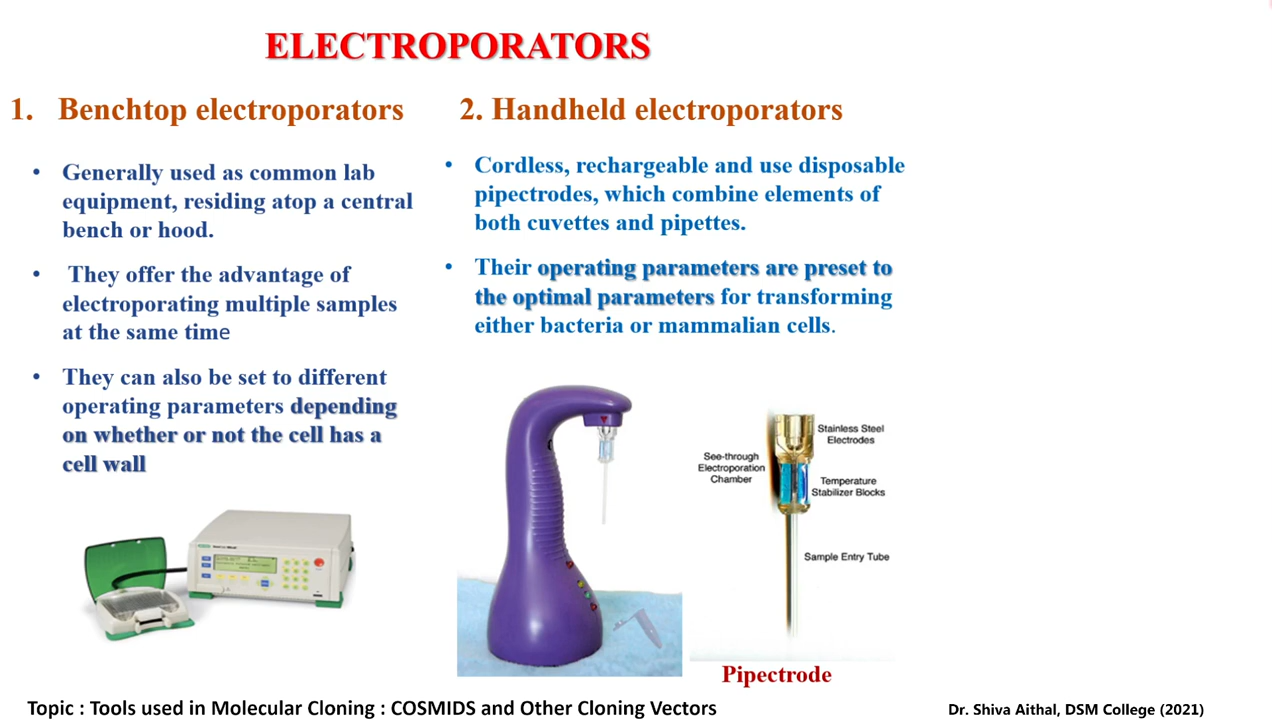 ELECTROPORATORS
1. Benchtop electroporators
• Generally used as common lab
equipment, residing atop a central
bench or hood.
• They offer the advantage of
electroporating multiple samples
at the same time
• They can also be set to different
operating parameters depending
on whether or not the cell has a
cell wall
2. Handheld electroporators
• Cordless, rechargeable and use disposable
pipectrodes, which combine elements of
both cuvettes and pipettes.
• Their operating parameters are preset to
the optimal parameters for transforming
either bacteria or mammalian cells.
Stainless Steel
Electrodes
See-through
Electroporation
Chamber
Temperature
Stabilizer Blocks
Sample Entry Tube
Pipectrode
Topic : Tools used in Molecular Cloning : COSMIDS and Other Cloning Vectors
Dr. Shiva Aithal, DSM College (2021)